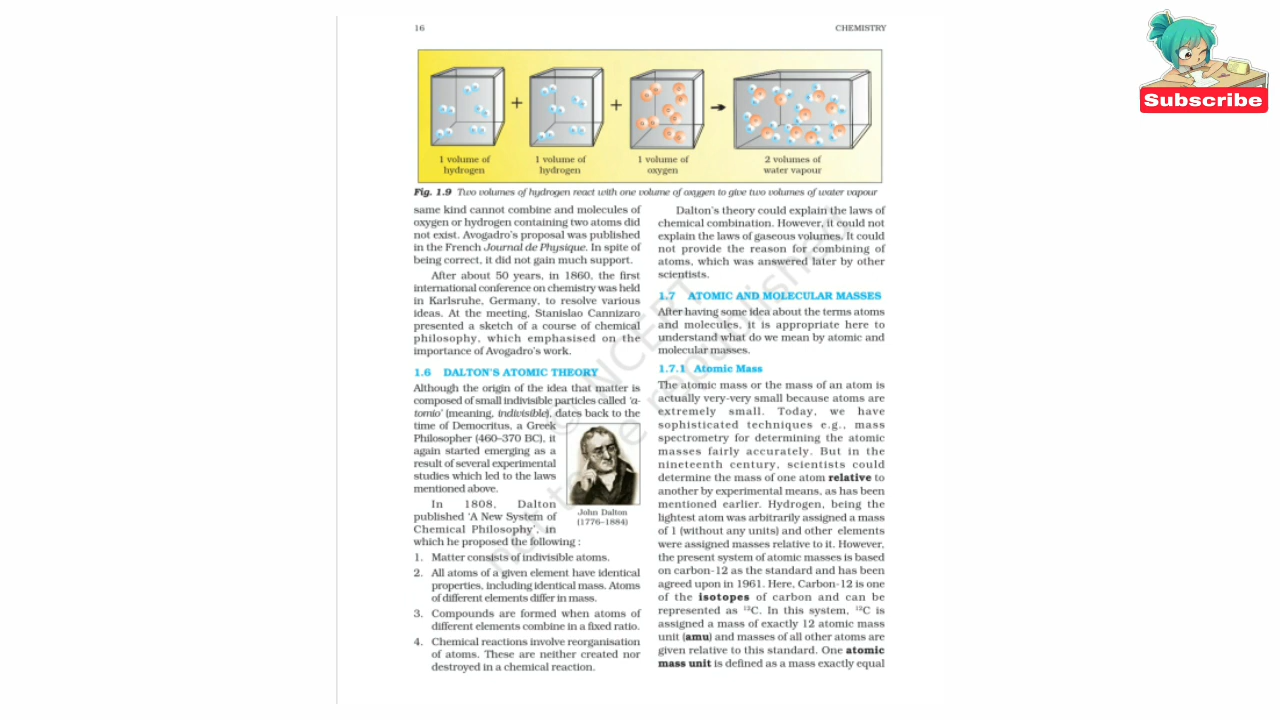 16
CHEMISTRY
Subscribe
+
+
1 volume of
hydrogen
1 volume of
hydrogen
1 volume of
oxygen
2 volumes of
water vapour
Fig. 1.9 Two volumes of hydrogen react with one volume of oxygen to give two volumes of water vapour
same kind cannot combine and molecules of
oxygen or hydrogen containing two atoms did
not exist. Avogadro's proposal was published
in the French Journal de Physique. In spite of
being correct, it did not gain much support.
After about 50 years, in 1860, the first
international conference on chemistry was held
in Karlsruhe, Germany, to resolve various
ideas. At the meeting, Stanislao Cannizaro
presented a sketch of a course of chemical
philosophy, which emphasised on the
importance of Avogadro's work.
1.6 DALTON'S ATOMIC THEORY
Although the origin of the idea that matter is
composed of small indivisible particles called 'a-
tomio' (meaning, indivisible), dates back to the
time of Democritus, a Greek
Philosopher (460–370 BC), it
again started emerging as a
result of several experimental
studies which led to the laws
mentioned above.
In 1808, Dalton
published 'A New System of
Chemical Philosophy', in
which he proposed the following :
John Dalton
(1776–1884)
1. Matter consists of indivisible atoms.
2. All atoms of a given element have identical
properties, including identical mass. Atoms
of different elements differ in mass.
3. Compounds are formed when atoms of
different elements combine in a fixed ratio.
4. Chemical reactions involve reorganisation
of atoms. These are neither created nor
destroyed in a chemical reaction.
Dalton's theory could explain the laws of
chemical combination. However, it could not
explain the laws of gaseous volumes. It could
not provide the reason for combining of
atoms, which was answered later by other
scientists.
1.7 ATOMIC AND MOLECULAR MASSES
After having some idea about the terms atoms
and molecules, it is appropriate here to
understand what do we mean by atomic and
molecular masses.
1.7.1 Atomic Mass
The atomic mass or the mass of an atom is
actually very-very small because atoms are
extremely small. Today, we have
sophisticated techniques e.g., mass
spectrometry for determining the atomic
masses fairly accurately. But in the
nineteenth century, scientists could
determine the mass of one atom relative to
another by experimental means, as has been
mentioned earlier. Hydrogen, being the
lightest atom was arbitrarily assigned a mass
of 1 (without any units) and other elements
were assigned masses relative to it. However,
the present system of atomic masses is based
on carbon-12 as the standard and has been
agreed upon in 1961. Here, Carbon-12 is one
of the isotopes of carbon and can be
represented as ¹²C. In this system, ¹²C is
assigned a mass of exactly 12 atomic mass
unit (amu) and masses of all other atoms are
given relative to this standard. One atomic
mass unit is defined as a mass exactly equal
© NCERT
not to be republished